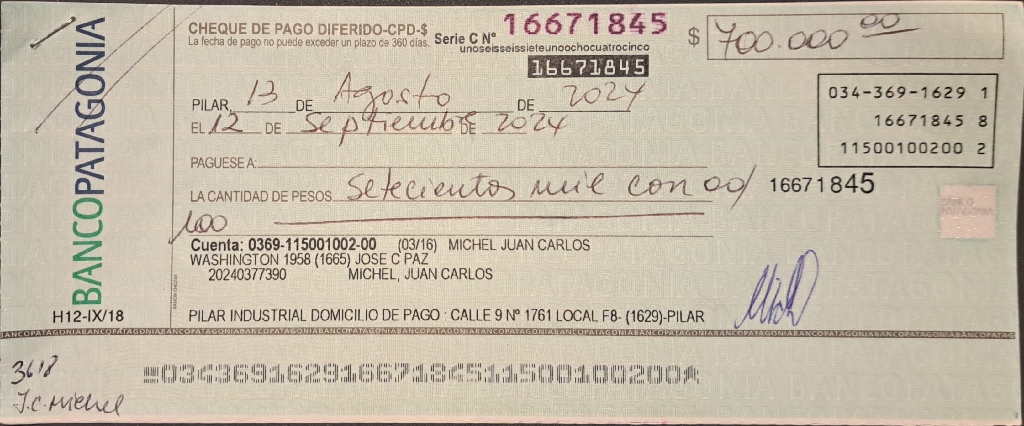 BANCOPATAGONIA
CHEQUE DE PAGO DIFERIDO-CPD-$
La fecha de pago no puede exceder un plazo de 360 días.
Serie C Nº 16671845
unoseisseissieteunoochocuatrocinco
16671845
$ 700.000 00
PILAR, 13 DE Agosto DE 2024
EL 12 DE Septiembre DE 2024
034-369-1629 1
16671845 8
11500100200 2
PAGUESE A:
LA CANTIDAD DE PESOS Setecientos mil con 00/
100
16671845
Cuenta: 0369-115001002-00 (03/16) MICHEL JUAN CARLOS
WASHINGTON 1958 (1665) JOSE C PAZ
20240377390 MICHEL, JUAN CARLOS
H12-IX/18
PILAR INDUSTRIAL DOMICILIO DE PAGO : CALLE 9 Nº 1761 LOCAL F8- (1629)-PILAR
3618
J.C. Michel
03436916291667184511500100200